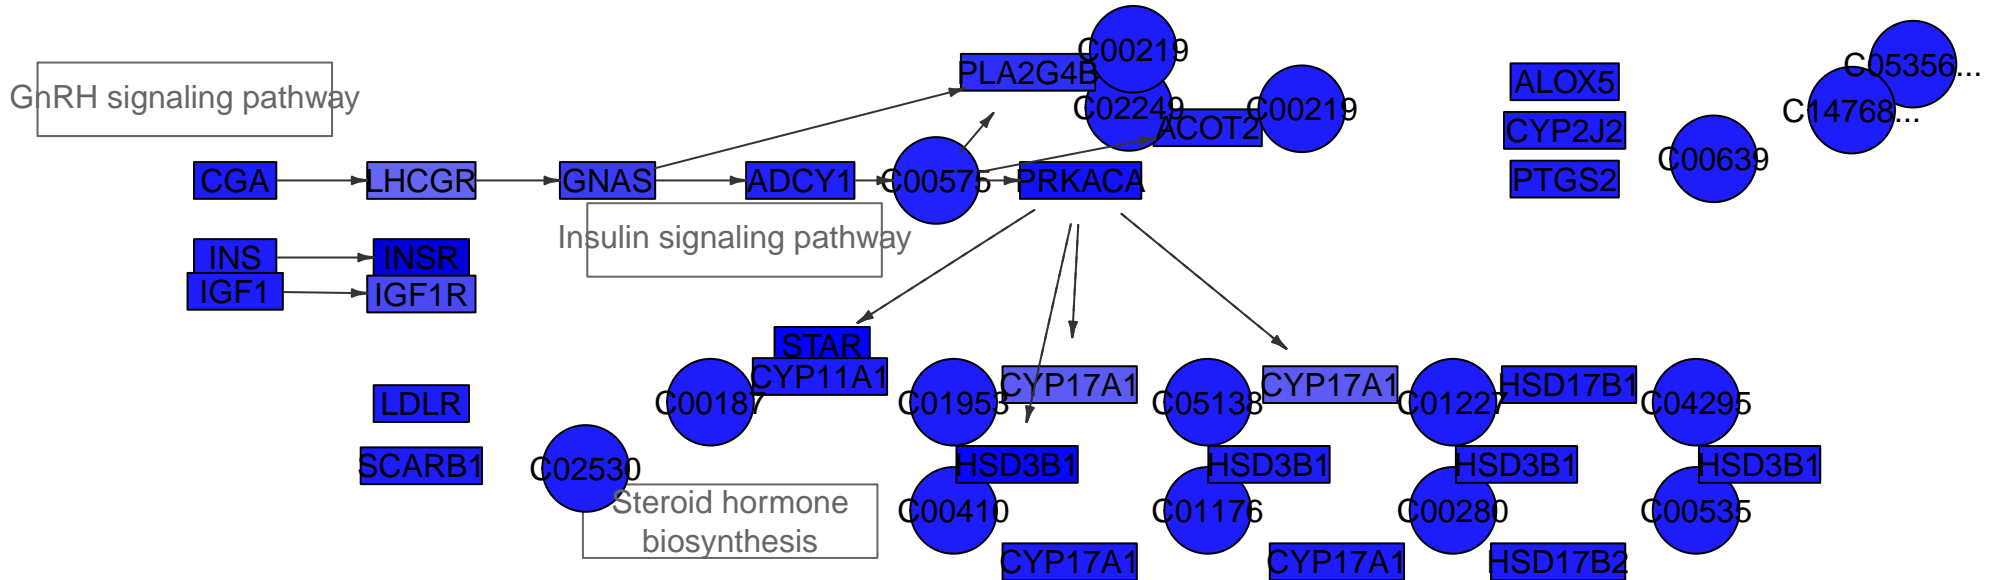 C00219
C05356...
PLA2G4B
ALOX5
GnRH signaling pathway
C02249
C00219
C14768...
ACOT2
CYP2J2
C00639
CGA
LHCGR
GNAS
ADCY1
C00575
PRKACA
PTGS2
Insulin signaling pathway
INS
INSR
IGF1
IGF1R
STAR
CYP11A1
CYP17A1
CYP17A1
HSD17B1
LDLR
C00187
C01953
C05138
C01227
C04295
SCARB1
C02530
HSD3B1
HSD3B1
HSD3B1
HSD3B1
Steroid hormone
biosynthesis
C00410
C01176
C00280
C00535
CYP17A1
CYP17A1
HSD17B2